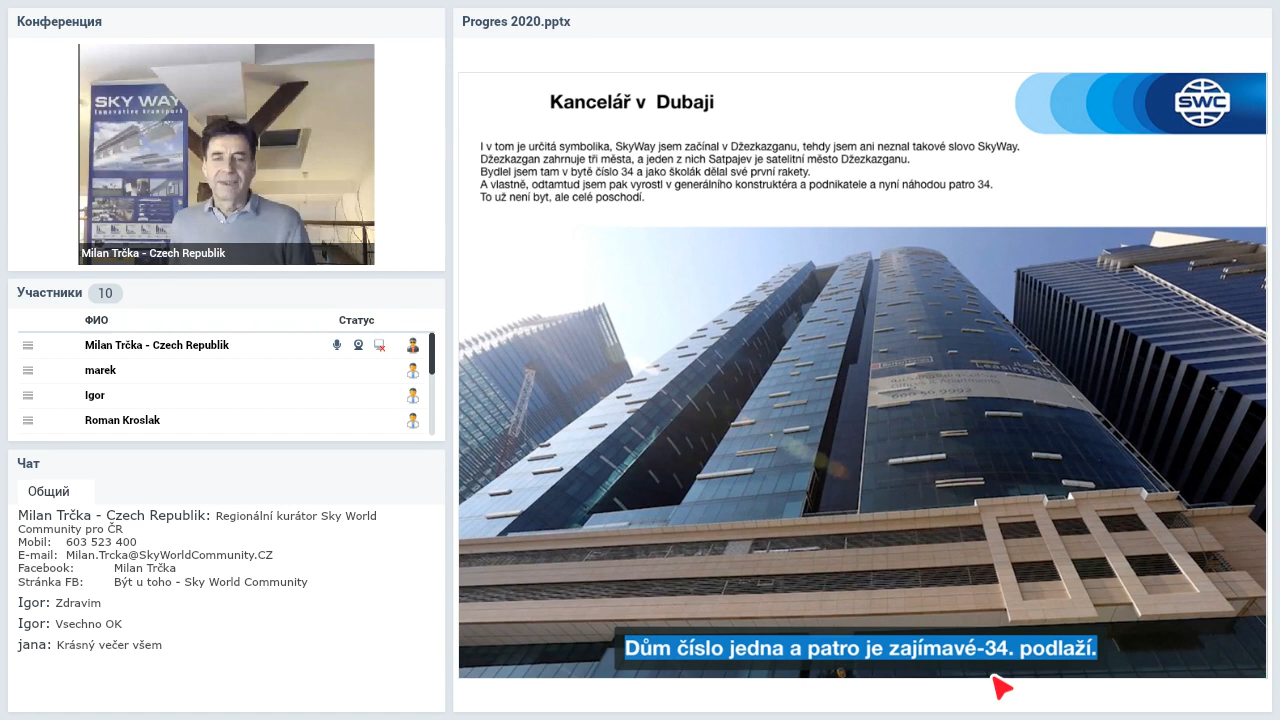 Конференция
SKY WAY
Innovative transport
Milan Trčka - Czech Republik
Участники 10
ФИО Статус
Milan Trčka - Czech Republik
marek
Igor
Roman Kroslak
Чат
Общий
Milan Trčka - Czech Republik: Regionální kurátor Sky World
Community pro ČR
Mobil: 603 523 400
E-mail: Milan.Trcka@SkyWorldCommunity.CZ
Facebook: Milan Trčka
Stránka FB: Být u toho - Sky World Community
Igor: Zdravim
Igor: Vsechno OK
jana: Krásný večer všem
Progres 2020.pptx
Kancelář v Dubaji
SWC
I v tom je určitá symbolika, SkyWay jsem začínal v Džezkazganu, tehdy jsem ani neznal takové slovo SkyWay.
Džezkazgan zahrnuje tři města, a jeden z nich Satpajev je satelitní město Džezkazganu.
Bydlel jsem tam v bytě číslo 34 a jako školák dělal své první rakety.
A vlastně, odtamtud jsem pak vyrostl v generálního konstruktéra a podnikatele a nyní náhodou patro 34.
To už není byt, ale celé poschodí.
Leasing
Dům číslo jedna a patro je zajímavé-34. podlaží.